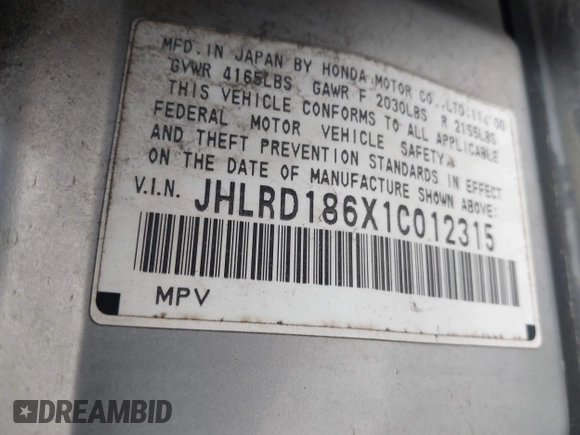 MFD. IN JAPAN BY HONDA MOTOR CO., LTD. 11/00
GVWR 4165LBS GAWR F 2030LBS R 2155LBS
THIS VEHICLE CONFORMS TO ALL APPLICABLE
FEDERAL MOTOR VEHICLE SAFETY
AND THEFT PREVENTION STANDARDS IN EFFECT
ON THE DATE OF MANUFACTURE SHOWN ABOVE:
V.I.N. JHLRD186X1C012315
MPV
DREAMBID